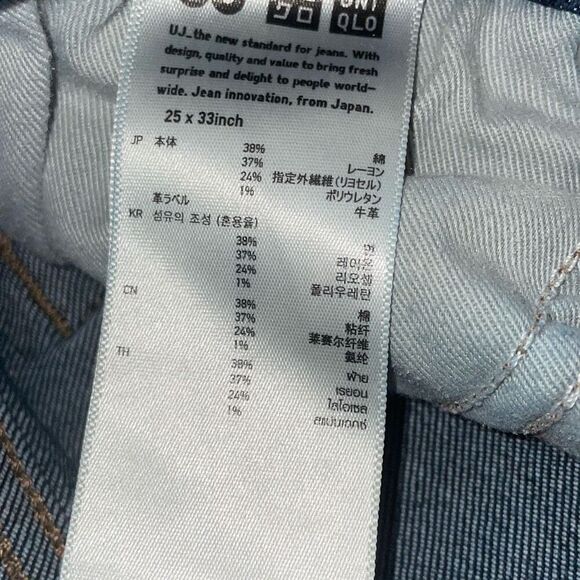 UNI
クロ QLO
UJ_the new standard for jeans. With
design, quality and value to bring fresh
surprise and delight to people world-
wide. Jean innovation, from Japan.
25 x 33inch
JP 本体 38% 綿
37% レーヨン
24% 指定外繊維(リヨセル)
1% ポリウレタン
革ラベル 牛革
KR 섬유의 조성 (혼용율)
38% 면
37% 레이온
24% 리오셀
1% 폴리우레탄
CN 38% 棉
37% 粘纤
24% 莱赛尔纤维
1% 氨纶
TH 38% ฝ้าย
37% เรยอน
24% ไลโอเซล
1% สแปนเดกซ์